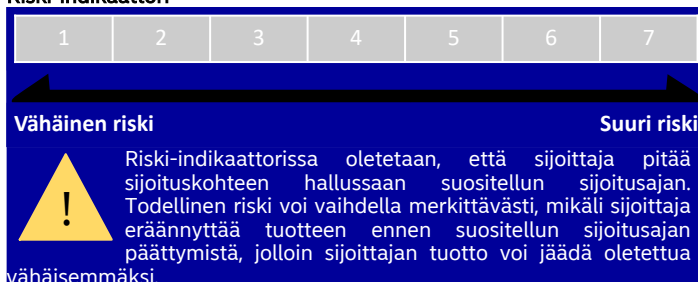 Riski-indikaattori
1 2 3 4 5 6 7
Vähäinen riski Suuri riski
Riski-indikaattorissa oletetaan, että sijoittaja pitää
sijoituskohteen hallussaan suositellun sijoitusajan.
! Todellinen riski voi vaihdella merkittävästi, mikäli sijoittaja
eräännyttää tuotteen ennen suositellun sijoitusajan
päättymistä, jolloin sijoittajan tuotto voi jäädä oletettua
vähäisemmäksi.